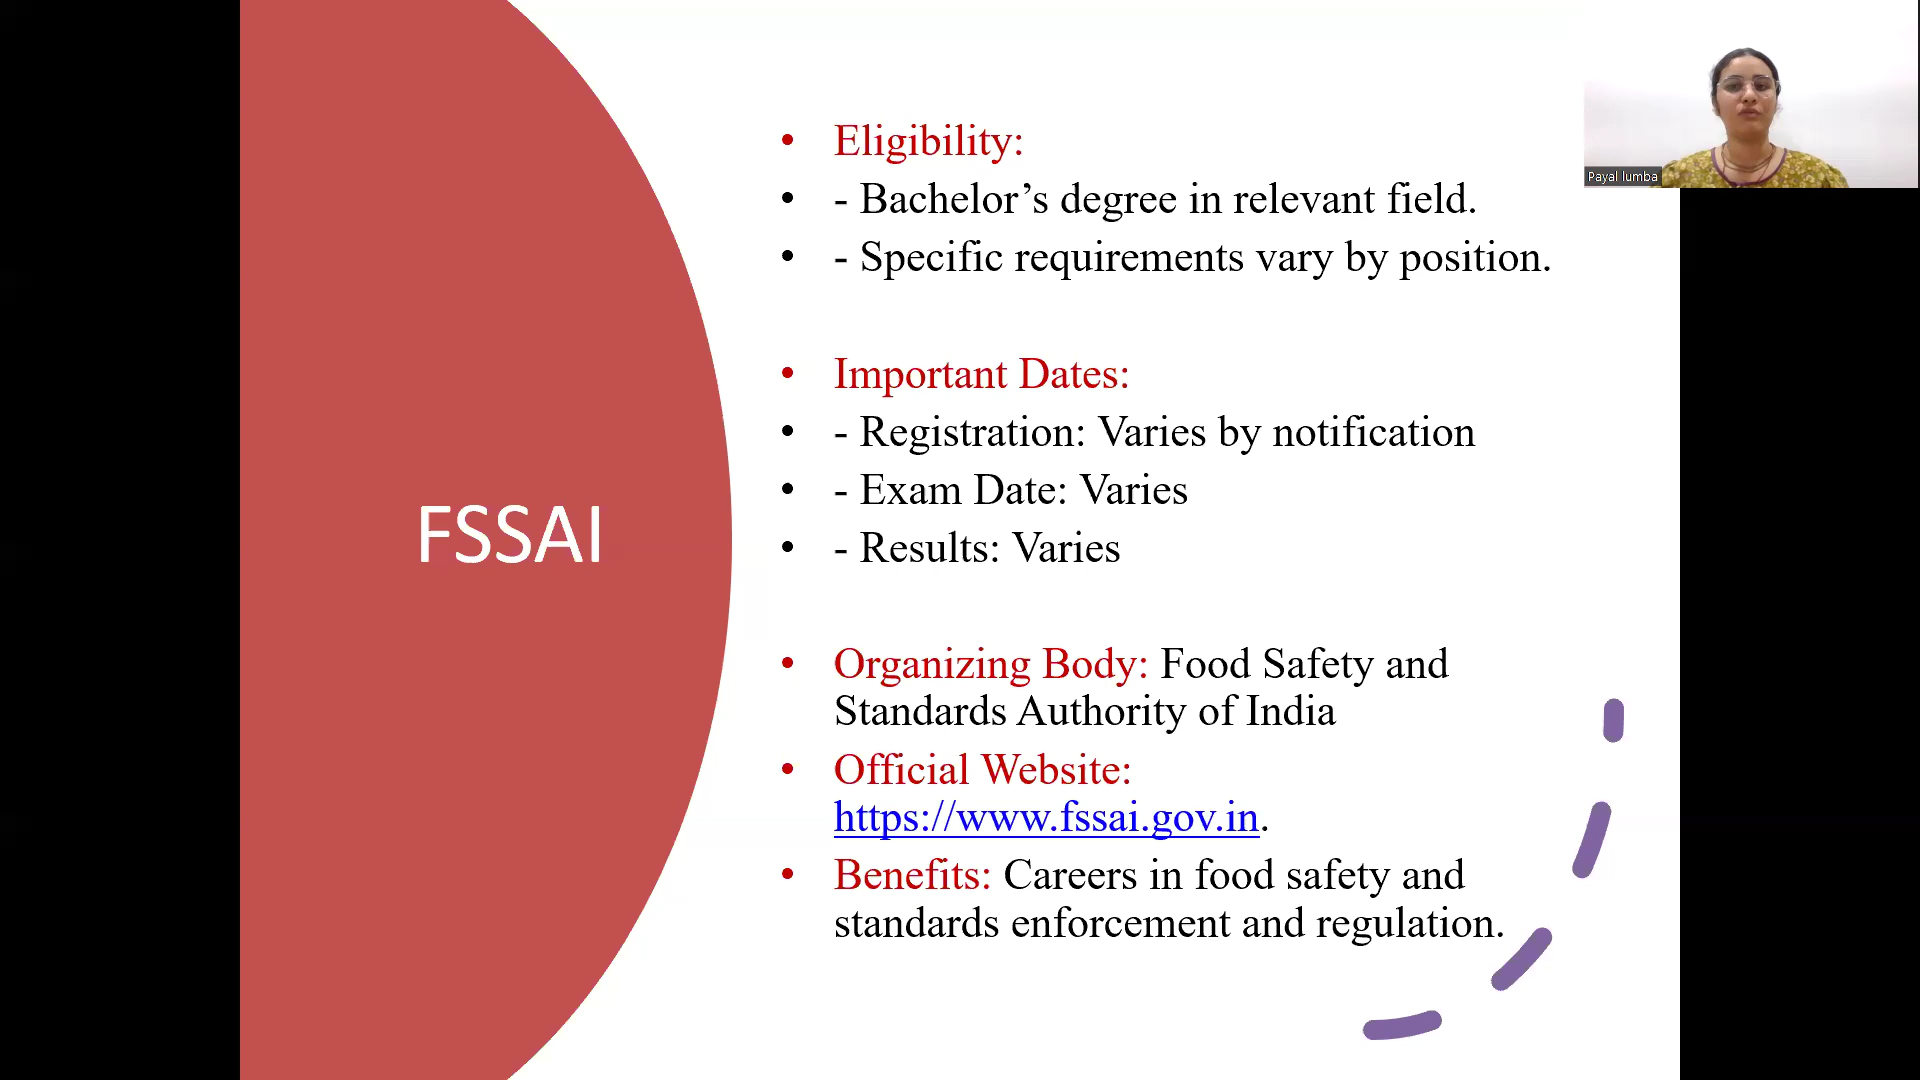 FSSAI
• Eligibility:
• - Bachelor’s degree in relevant field.
• - Specific requirements vary by position.
• Important Dates:
• - Registration: Varies by notification
• - Exam Date: Varies
• - Results: Varies
• Organizing Body: Food Safety and
Standards Authority of India
• Official Website:
https://www.fssai.gov.in.
• Benefits: Careers in food safety and
standards enforcement and regulation.
Payal lumba